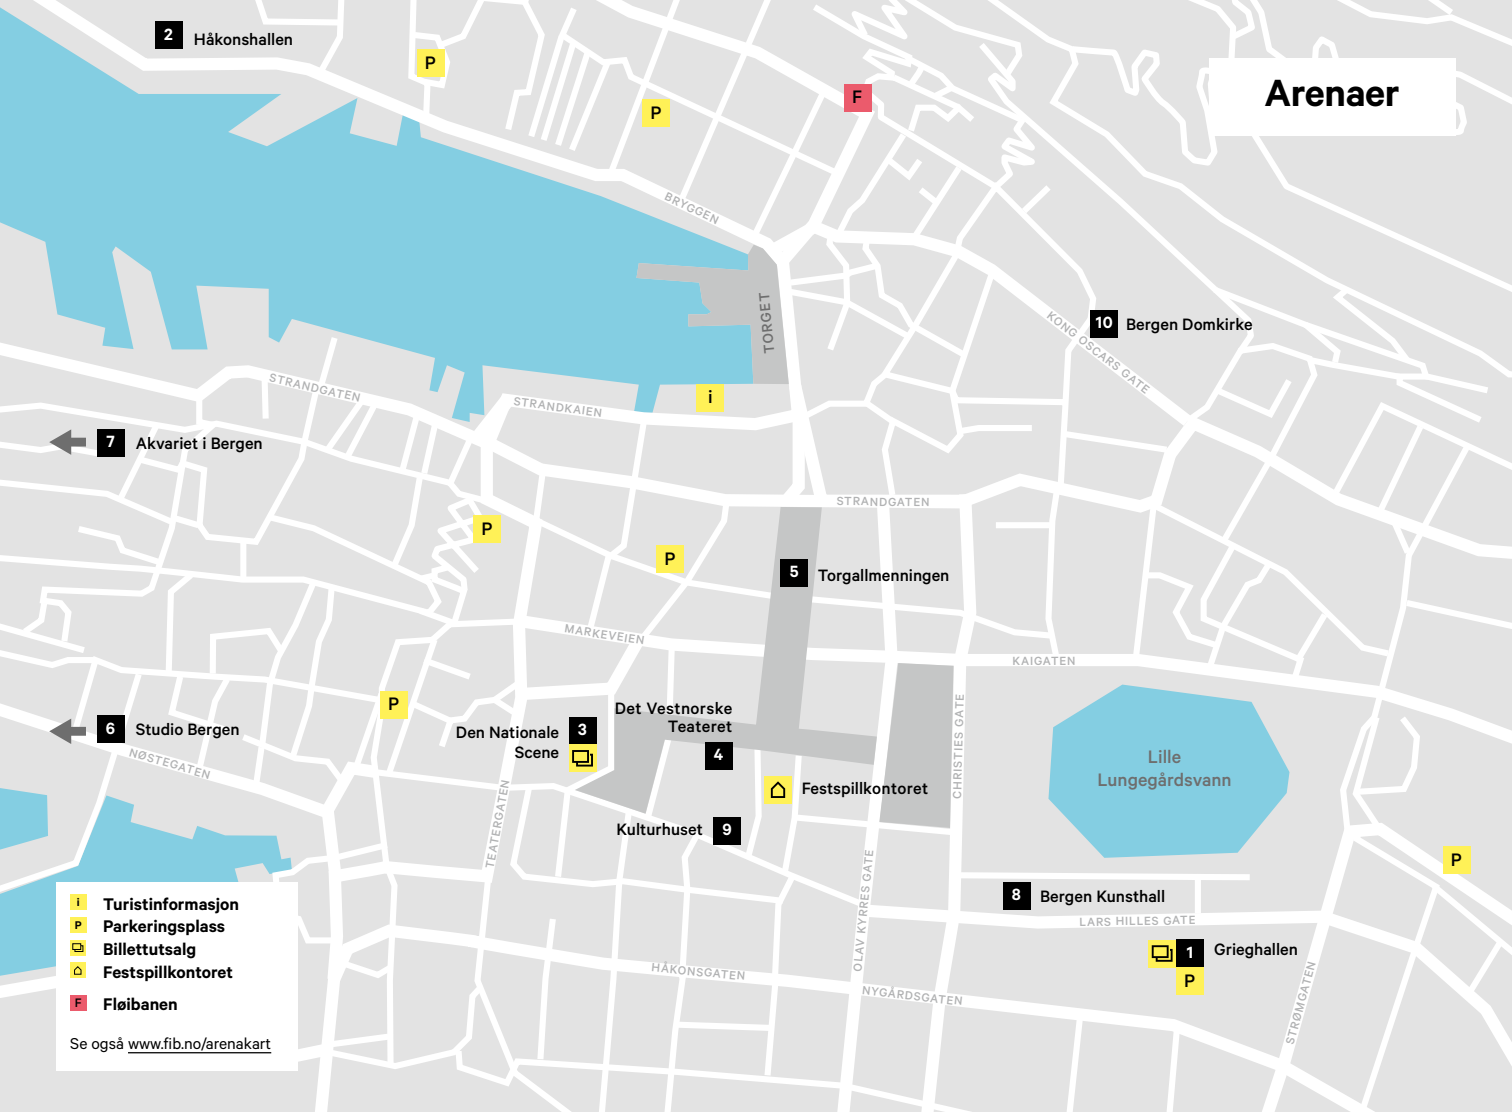 2 Håkonshallen
P
P
F
Arenaer
BRYGGEN
TORGET
10 Bergen Domkirke
KONG OSCARS GATE
STRANDGATEN
STRANDKAIEN
i
7 Akvariet i Bergen
STRANDGATEN
P
P
5 Torgallmenningen
MARKEVEIEN
KAIGATEN
P
Det Vestnorske
Teateret
4
Den Nationale
Scene
3
6 Studio Bergen
NØSTEGATEN
CHRISTIES GATE
Lille
Lungegårdsvann
Festspillkontoret
TEATERGATEN
Kulturhuset 9
OLAV KYRRES GATE
P
8 Bergen Kunsthall
LARS HILLES GATE
1 Grieghallen
P
HÅKONSGATEN
NYGÅRDSGATEN
STRØMGATEN
i Turistinformasjon
P Parkeringsplass
Billettutsalg
Festspillkontoret
F Fløibanen
Se også www.fib.no/arenakart